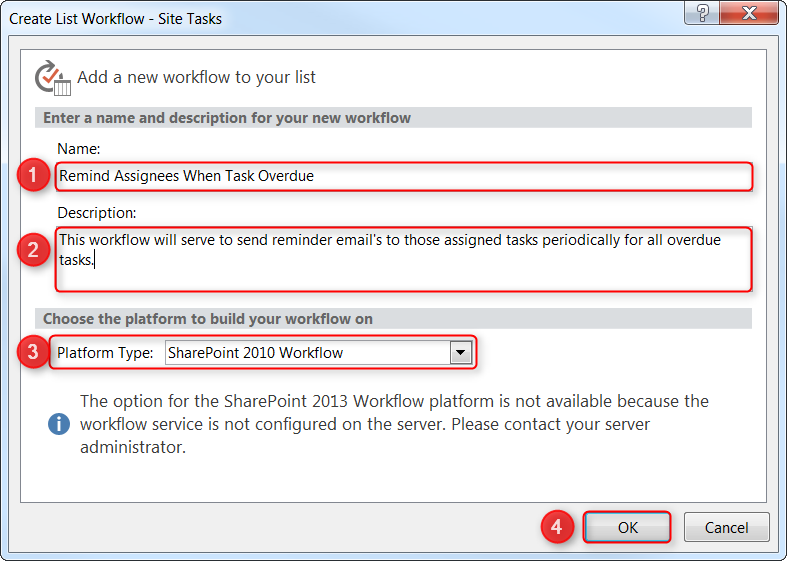 Create List Workflow - Site Tasks
?
Add a new workflow to your list
Enter a name and description for your new workflow
Name:
1 Remind Assignees When Task Overdue
Description:
2 This workflow will serve to send reminder email's to those assigned tasks periodically for all overdue
tasks.
Choose the platform to build your workflow on
3 Platform Type: SharePoint 2010 Workflow
The option for the SharePoint 2013 Workflow platform is not available because the
i workflow service is not configured on the server. Please contact your server
administrator.
4 OK Cancel